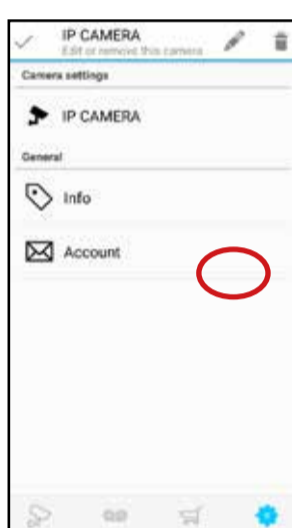 IP CAMERA
Edit or remove this camera
Camera settings
IP CAMERA
General
Info
Account